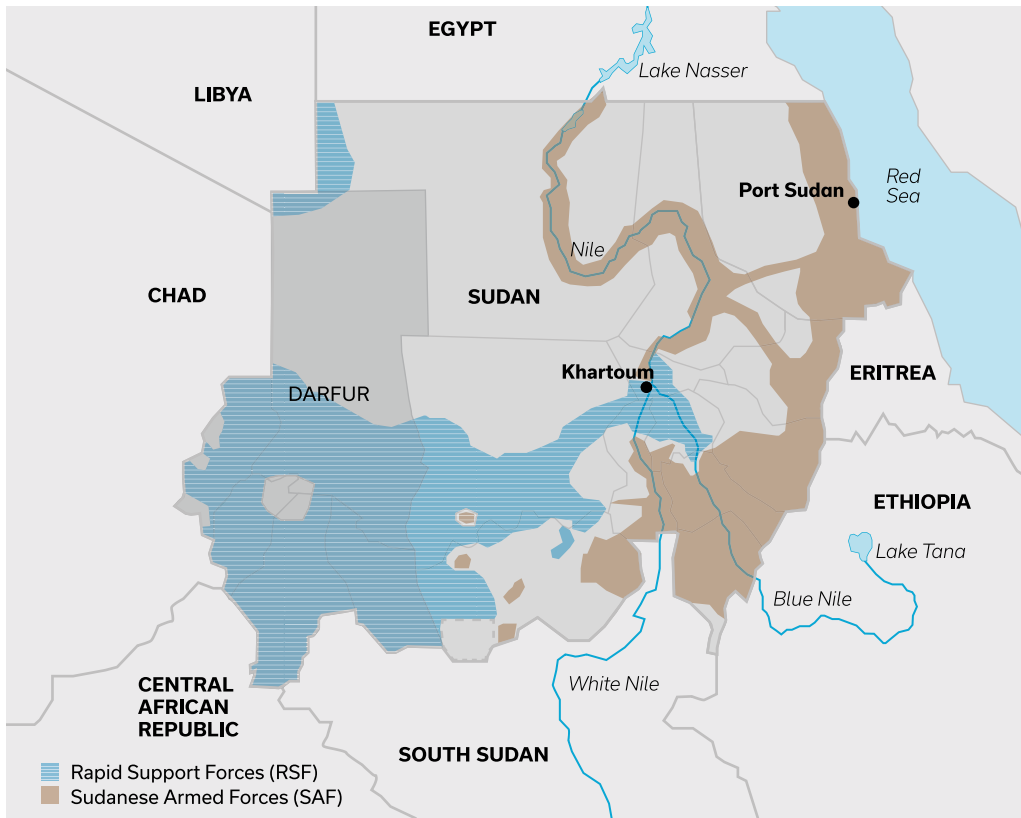 EGYPT
Lake Nasser
LIBYA
Port Sudan
Red
Sea
Nile
CHAD
SUDAN
Khartoum
ERITREA
DARFUR
ETHIOPIA
Lake Tana
Blue Nile
White Nile
CENTRAL
AFRICAN
REPUBLIC
SOUTH SUDAN
Rapid Support Forces (RSF)
Sudanese Armed Forces (SAF)